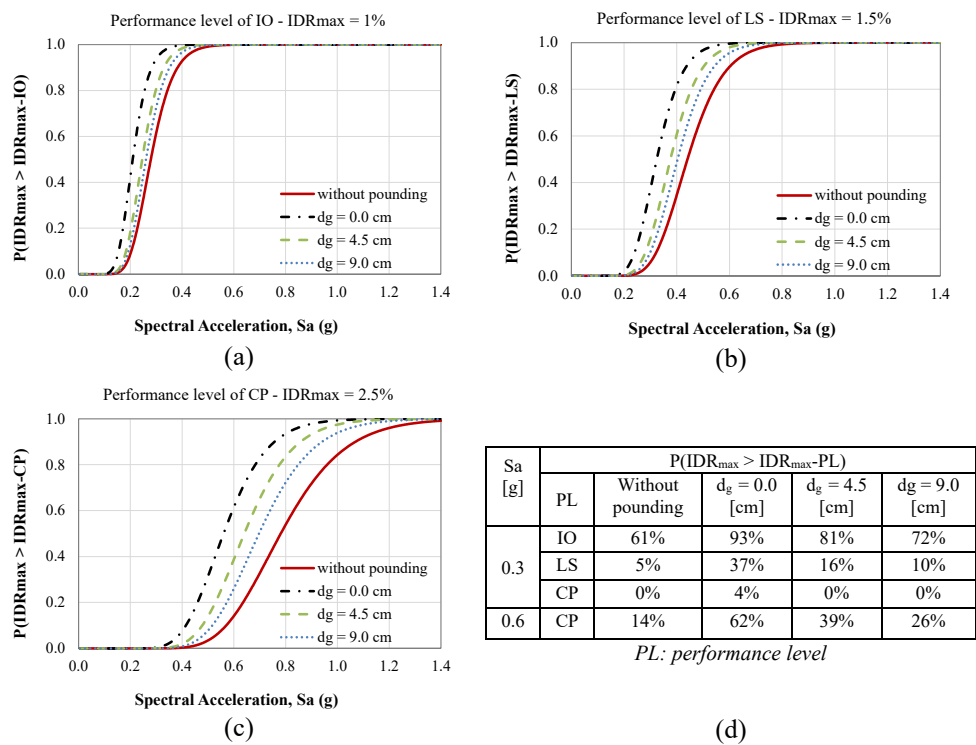 Performance level of IO - IDRmax = 1%
P(IDRmax > IDRmax-IO)
1.0
0.8
0.6
0.4
0.2
0.0
without pounding
dg = 0.0 cm
dg = 4.5 cm
dg = 9.0 cm
0.0 0.2 0.4 0.6 0.8 1.0 1.2 1.4
Spectral Acceleration, Sa (g)
(a)
Performance level of LS - IDRmax = 1.5%
P(IDRmax > IDRmax-LS)
1.0
0.8
0.6
0.4
0.2
0.0
without pounding
dg = 0.0 cm
dg = 4.5 cm
dg = 9.0 cm
0.0 0.2 0.4 0.6 0.8 1.0 1.2 1.4
Spectral Acceleration, Sa (g)
(b)
Performance level of CP - IDRmax = 2.5%
P(IDRmax > IDRmax-CP)
1.0
0.8
0.6
0.4
0.2
0.0
without pounding
dg = 0.0 cm
dg = 4.5 cm
dg = 9.0 cm
0.0 0.2 0.4 0.6 0.8 1.0 1.2 1.4
Spectral Acceleration, Sa (g)
(c)
Sa [g] P(IDRmax > IDRmax-PL)
PL Without pounding dg = 0.0 [cm] dg = 4.5 [cm] dg = 9.0 [cm]
0.3 IO 61% 93% 81% 72%
LS 5% 37% 16% 10%
CP 0% 4% 0% 0%
0.6 CP 14% 62% 39% 26%
PL: performance level
(d)